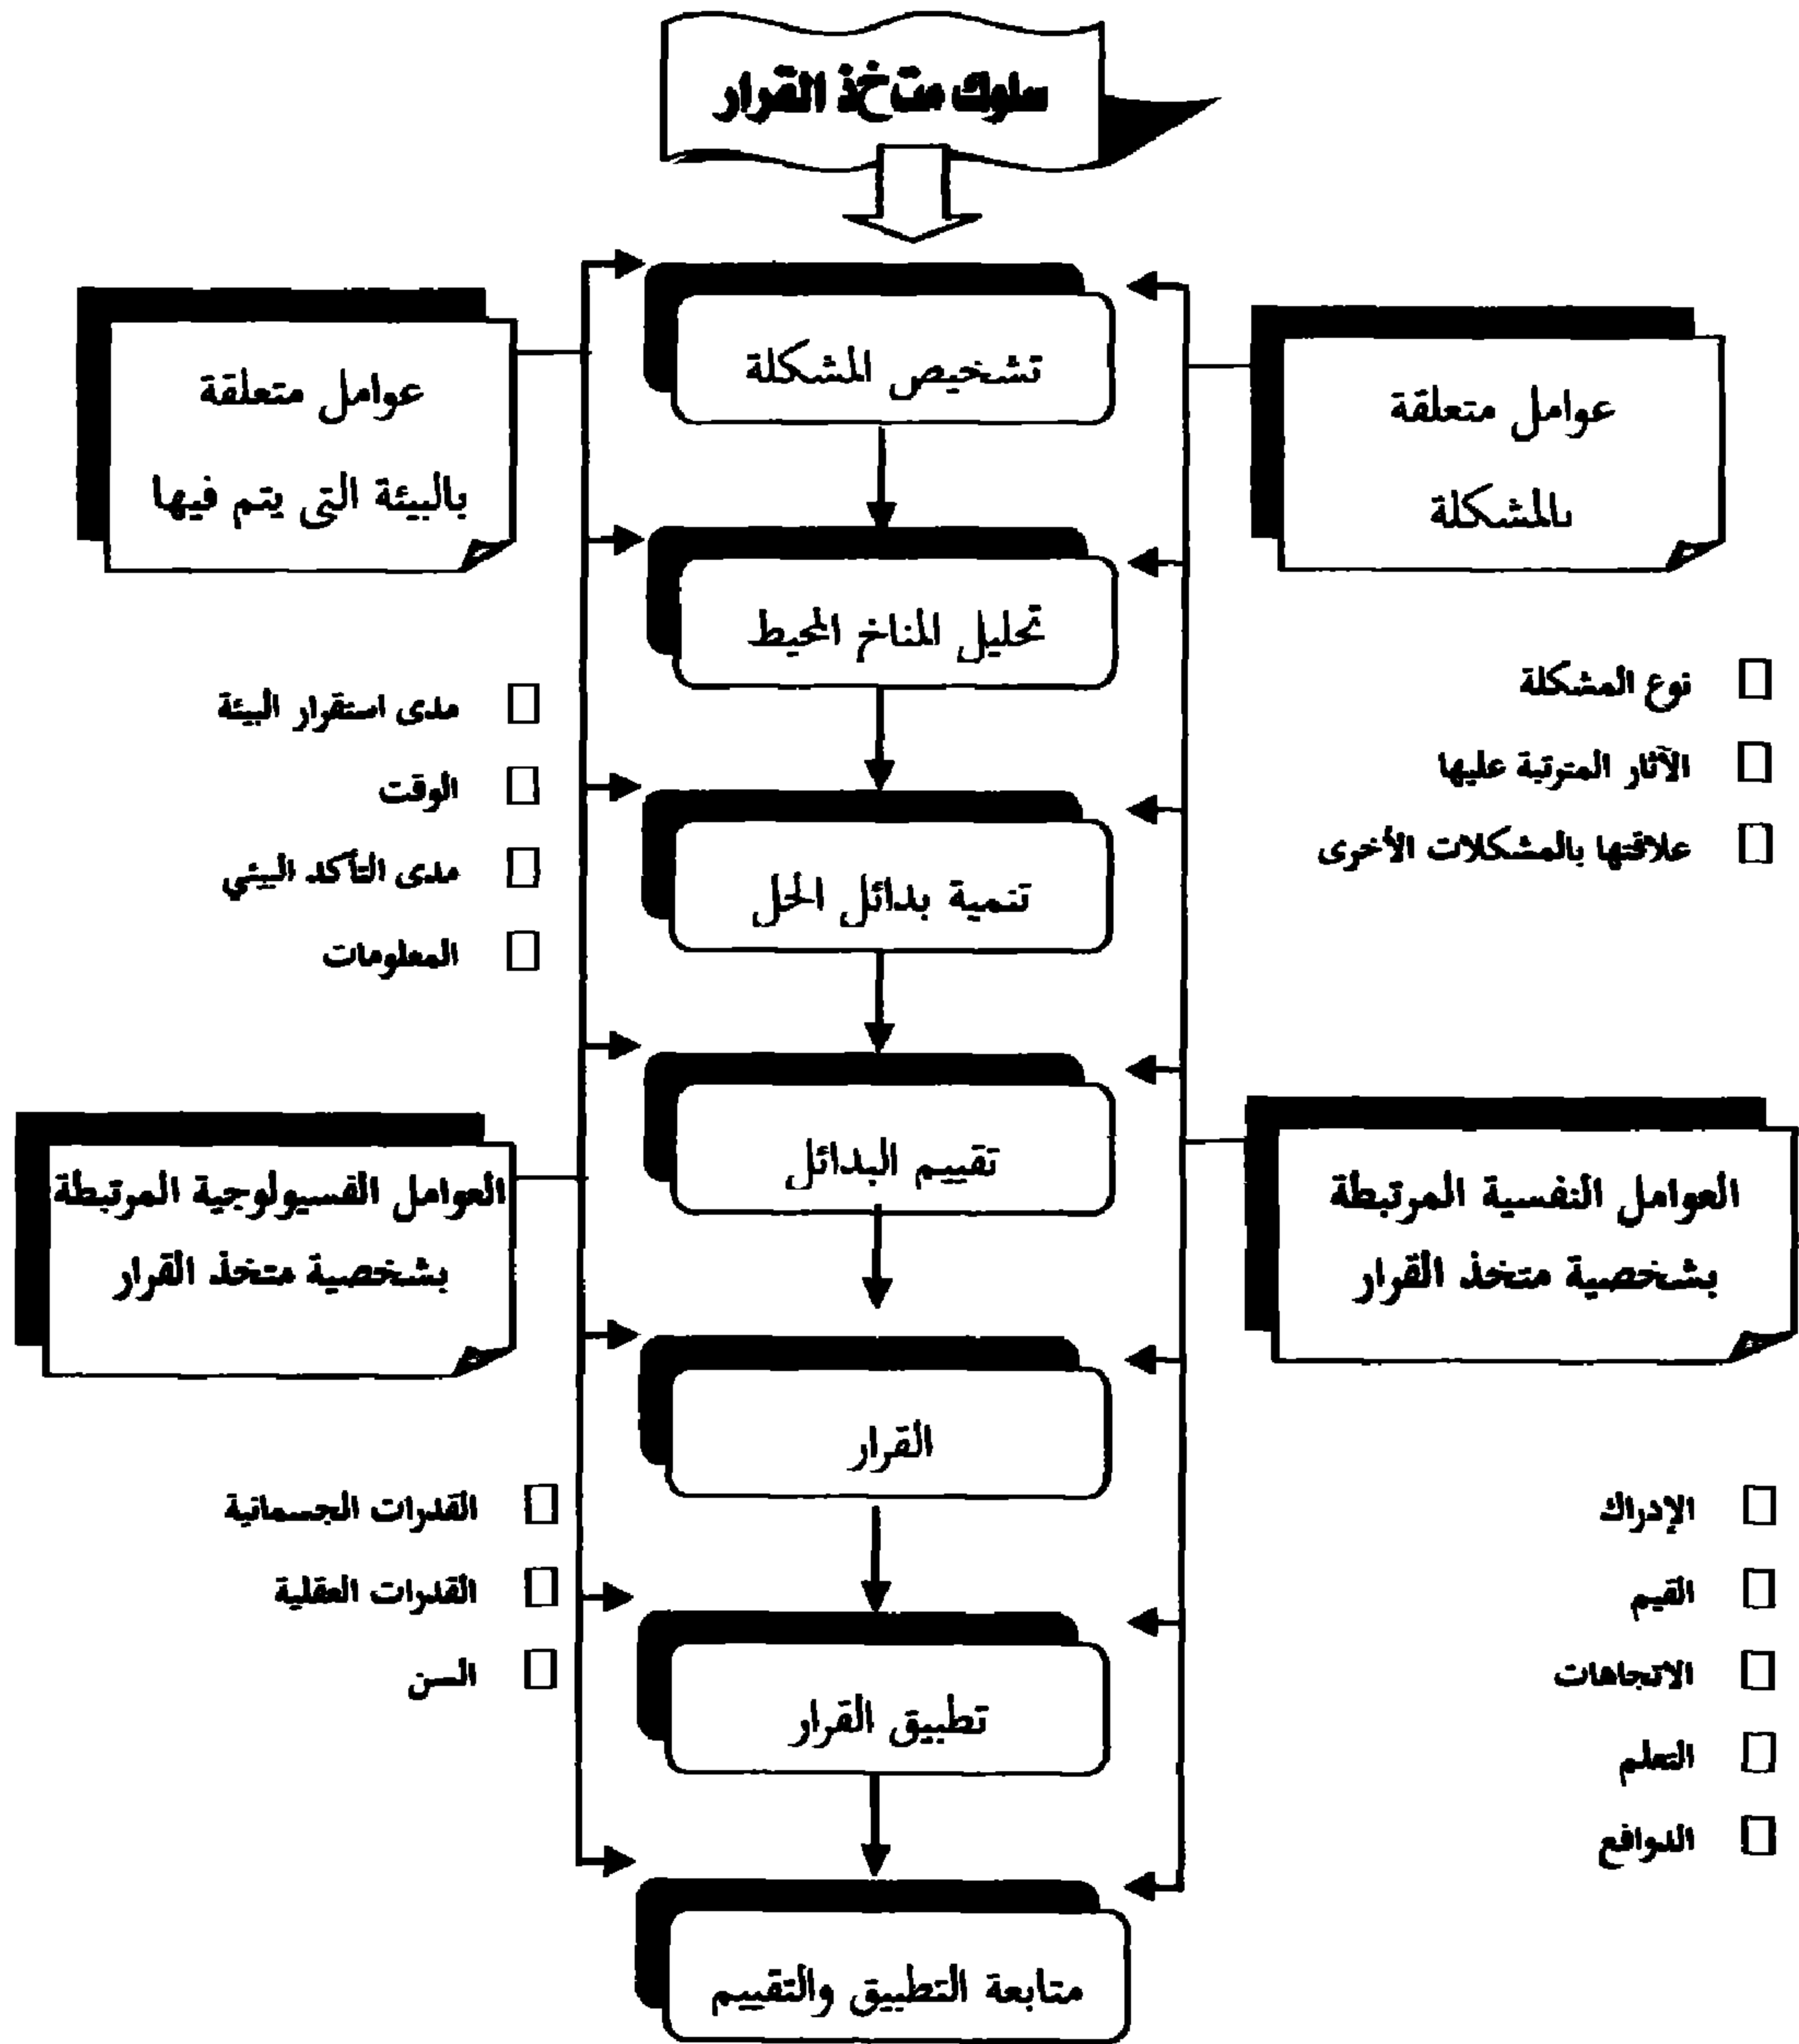 سلوك متاخذ القرار
تشخيص المشكلة
تحليل المناخ المحيط
تنمية بدائل الحل
تقييم البدائل
القرار
تطبيق القرار
متابعة التطبيق والتقييم
عوامل متعلقة
بالمشكلة
نوع المشكلة
الآثار المترتبة عليها
علاقتها بالمشكلات الأخرى
العوامل النفسية المرتبطة
بشخصية متخذ القرار
الإدراك
القيم
الاتجاهات
التعلم
الدوافع
عوامل متعلقة
بالبيئة التى يتم فيها
مدى استقرار البيئة
الوقت
مدى التأكد البيئي
المعلومات
العوامل الفسيولوجية المرتبطة
بشخصية متخذ القرار
القدرات الجسمانية
القدرات العقلية
السن